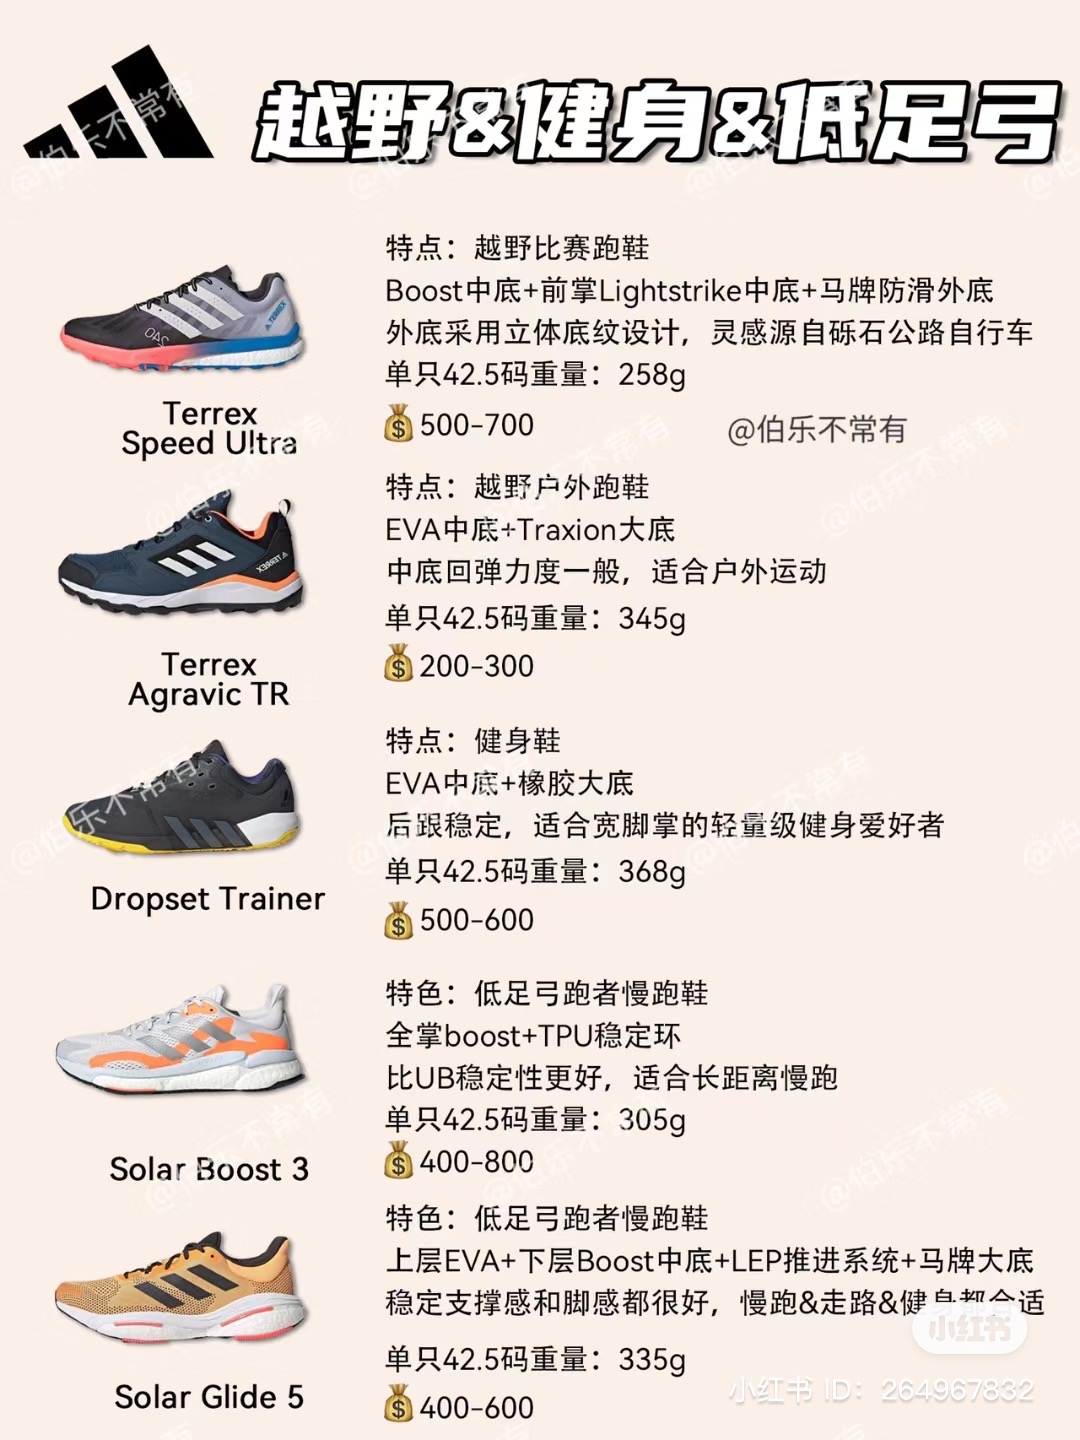 越野&健身&低足弓
特点：越野比赛跑鞋
Boost中底+前掌Lightstrike中底+马牌防滑外底
外底采用立体底纹设计，灵感源自砾石公路自行车
单只42.5码重量：258g
500-700
@伯乐不常有
Terrex
Speed Ultra
特点：越野户外跑鞋
EVA中底+Traxion大底
中底回弹力度一般，适合户外运动
单只42.5码重量：345g
200-300
Terrex
Agravic TR
特点：健身鞋
EVA中底+橡胶大底
后跟稳定，适合宽脚掌的轻量级健身爱好者
单只42.5码重量：368g
500-600
Dropset Trainer
特色：低足弓跑者慢跑鞋
全掌boost+TPU稳定环
比UB稳定性更好，适合长距离慢跑
单只42.5码重量：305g
400-800
Solar Boost 3
特色：低足弓跑者慢跑鞋
上层EVA+下层Boost中底+LEP推进系统+马牌大底
稳定支撑感和脚感都很好，慢跑&走路&健身都合适
单只42.5码重量：335g
400-600
Solar Glide 5
小红书
小红书 ID：264967832